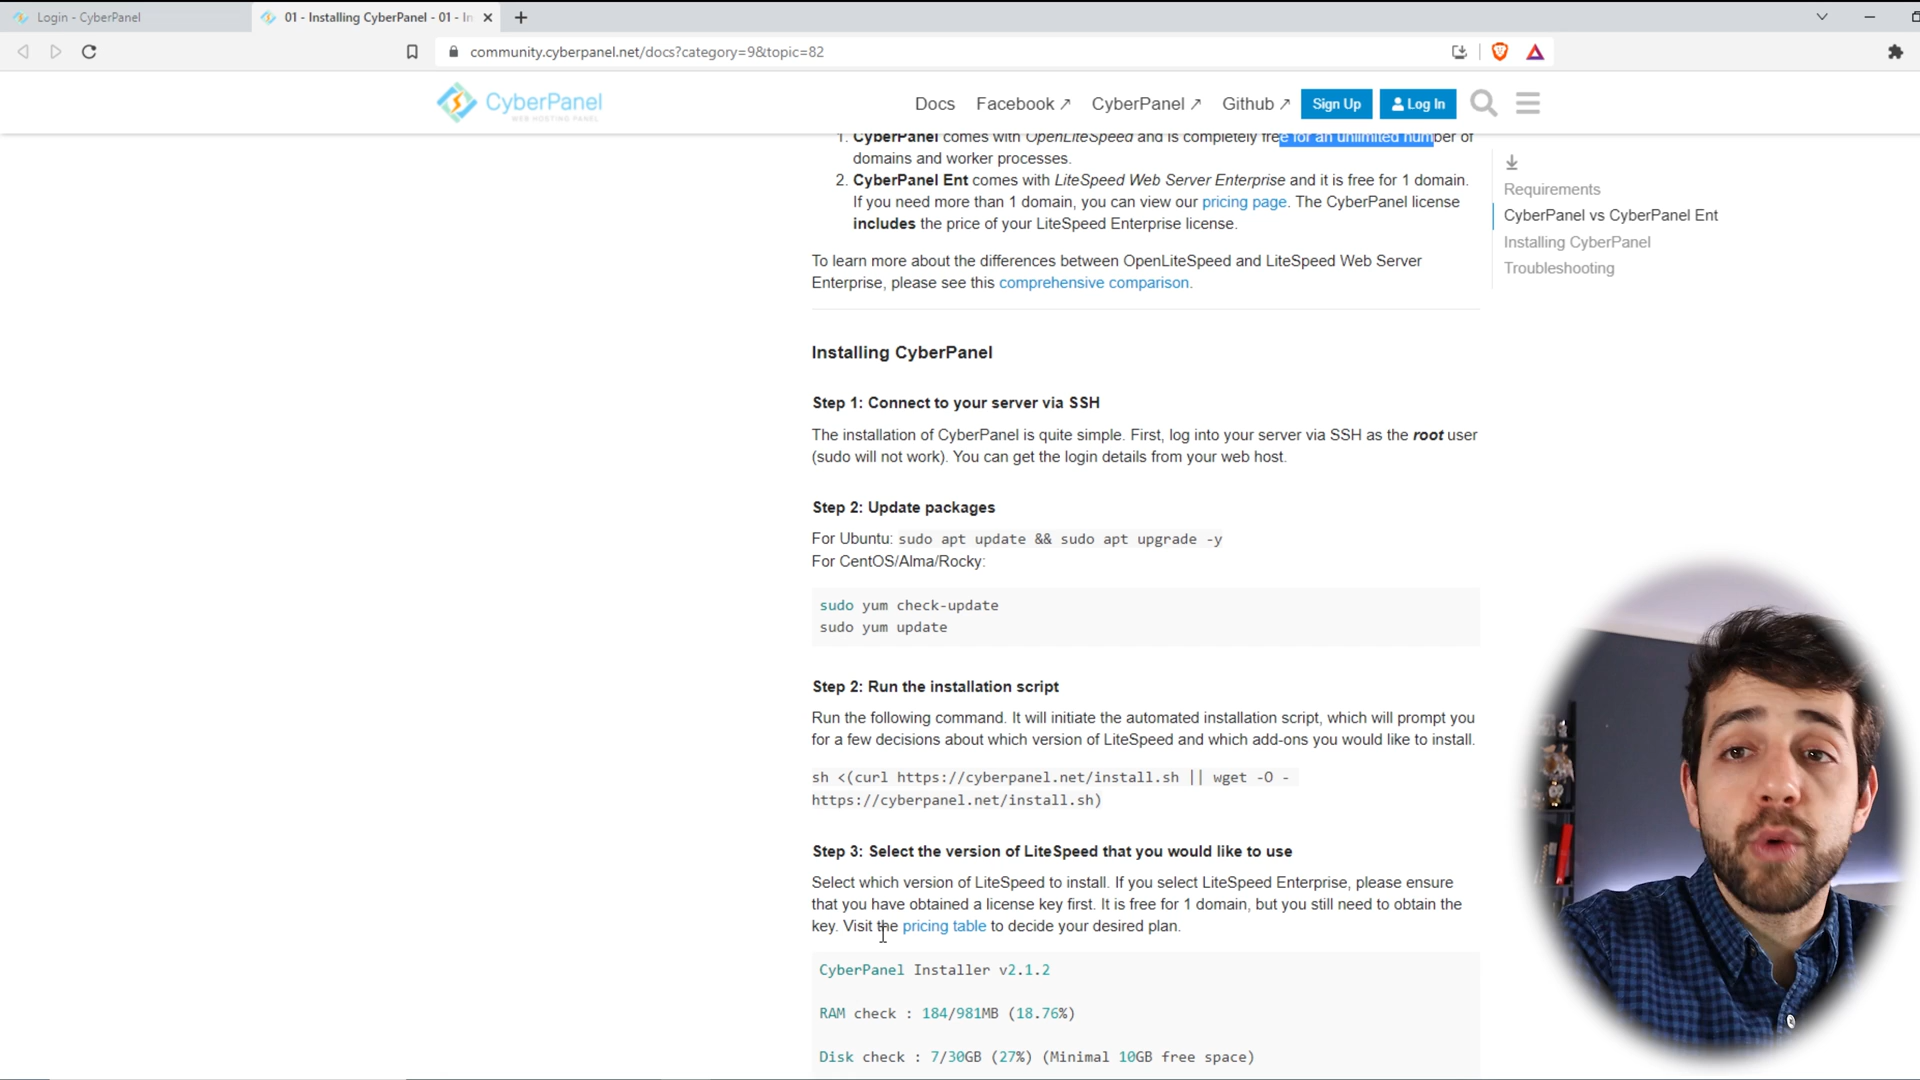 Login - CyberPanel
01 - Installing CyberPanel - 01 - In
community.cyberpanel.net/docs?category=9&topic=82
CyberPanel
WEB HOSTING PANEL
Docs
Facebook
CyberPanel
Github
Sign Up
Log In
1. CyberPanel comes with OpenLiteSpeed and is completely free for an unlimited number of
domains and worker processes.
2. CyberPanel Ent comes with LiteSpeed Web Server Enterprise and it is free for 1 domain.
If you need more than 1 domain, you can view our pricing page. The CyberPanel license
includes the price of your LiteSpeed Enterprise license.
To learn more about the differences between OpenLiteSpeed and LiteSpeed Web Server
Enterprise, please see this comprehensive comparison.
Requirements
CyberPanel vs CyberPanel Ent
Installing CyberPanel
Troubleshooting
Installing CyberPanel
Step 1: Connect to your server via SSH
The installation of CyberPanel is quite simple. First, log into your server via SSH as the root user
(sudo will not work). You can get the login details from your web host.
Step 2: Update packages
For Ubuntu: sudo apt update && sudo apt upgrade -y
For CentOS/Alma/Rocky:
sudo yum check-update
sudo yum update
Step 2: Run the installation script
Run the following command. It will initiate the automated installation script, which will prompt you
for a few decisions about which version of LiteSpeed and which add-ons you would like to install.
sh <(curl https://cyberpanel.net/install.sh || wget -O -
https://cyberpanel.net/install.sh)
Step 3: Select the version of LiteSpeed that you would like to use
Select which version of LiteSpeed to install. If you select LiteSpeed Enterprise, please ensure
that you have obtained a license key first. It is free for 1 domain, but you still need to obtain the
key. Visit the pricing table to decide your desired plan.
CyberPanel Installer v2.1.2
RAM check : 184/981MB (18.76%)
Disk check : 7/30GB (27%) (Minimal 10GB free space)